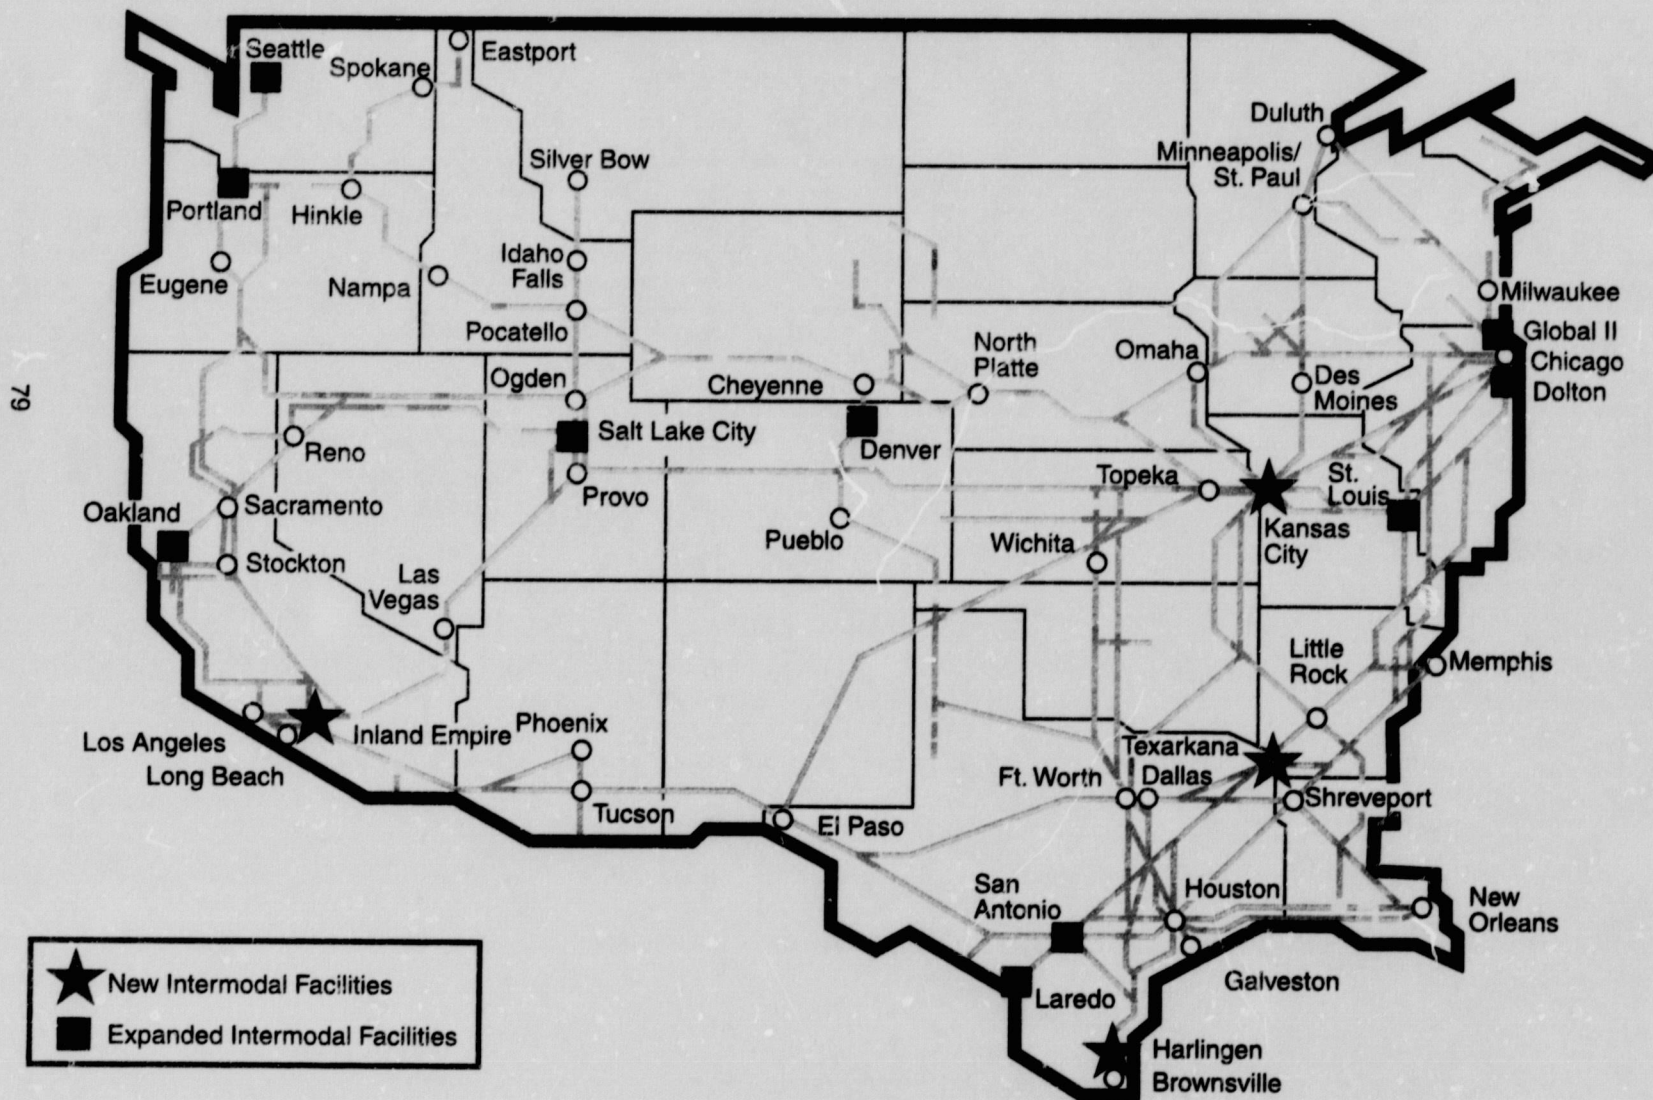 Seattle
Spokane
Eastport
Duluth
Minneapolis/
St. Paul
Silver Bow
Portland
Hinkle
Idaho
Falls
Eugene
Nampa
Milwaukee
Pocatello
Global II
North
Platte
Omaha
Chicago
Ogden
Cheyenne
Des
Moines
Dolton
79
Reno
Salt Lake City
Denver
Topeka
St.
Louis
Provo
Oakland
Sacramento
Pueblo
Wichita
Kansas
City
Stockton
Las
Vegas
Little
Rock
Memphis
Los Angeles
Long Beach
Inland Empire
Phoenix
Texarkana
Ft. Worth
Dallas
Shreveport
Tucson
El Paso
San
Antonio
Houston
New
Orleans
Galveston
Laredo
Harlingen
Brownsville
New Intermodal Facilities
Expanded Intermodal Facilities